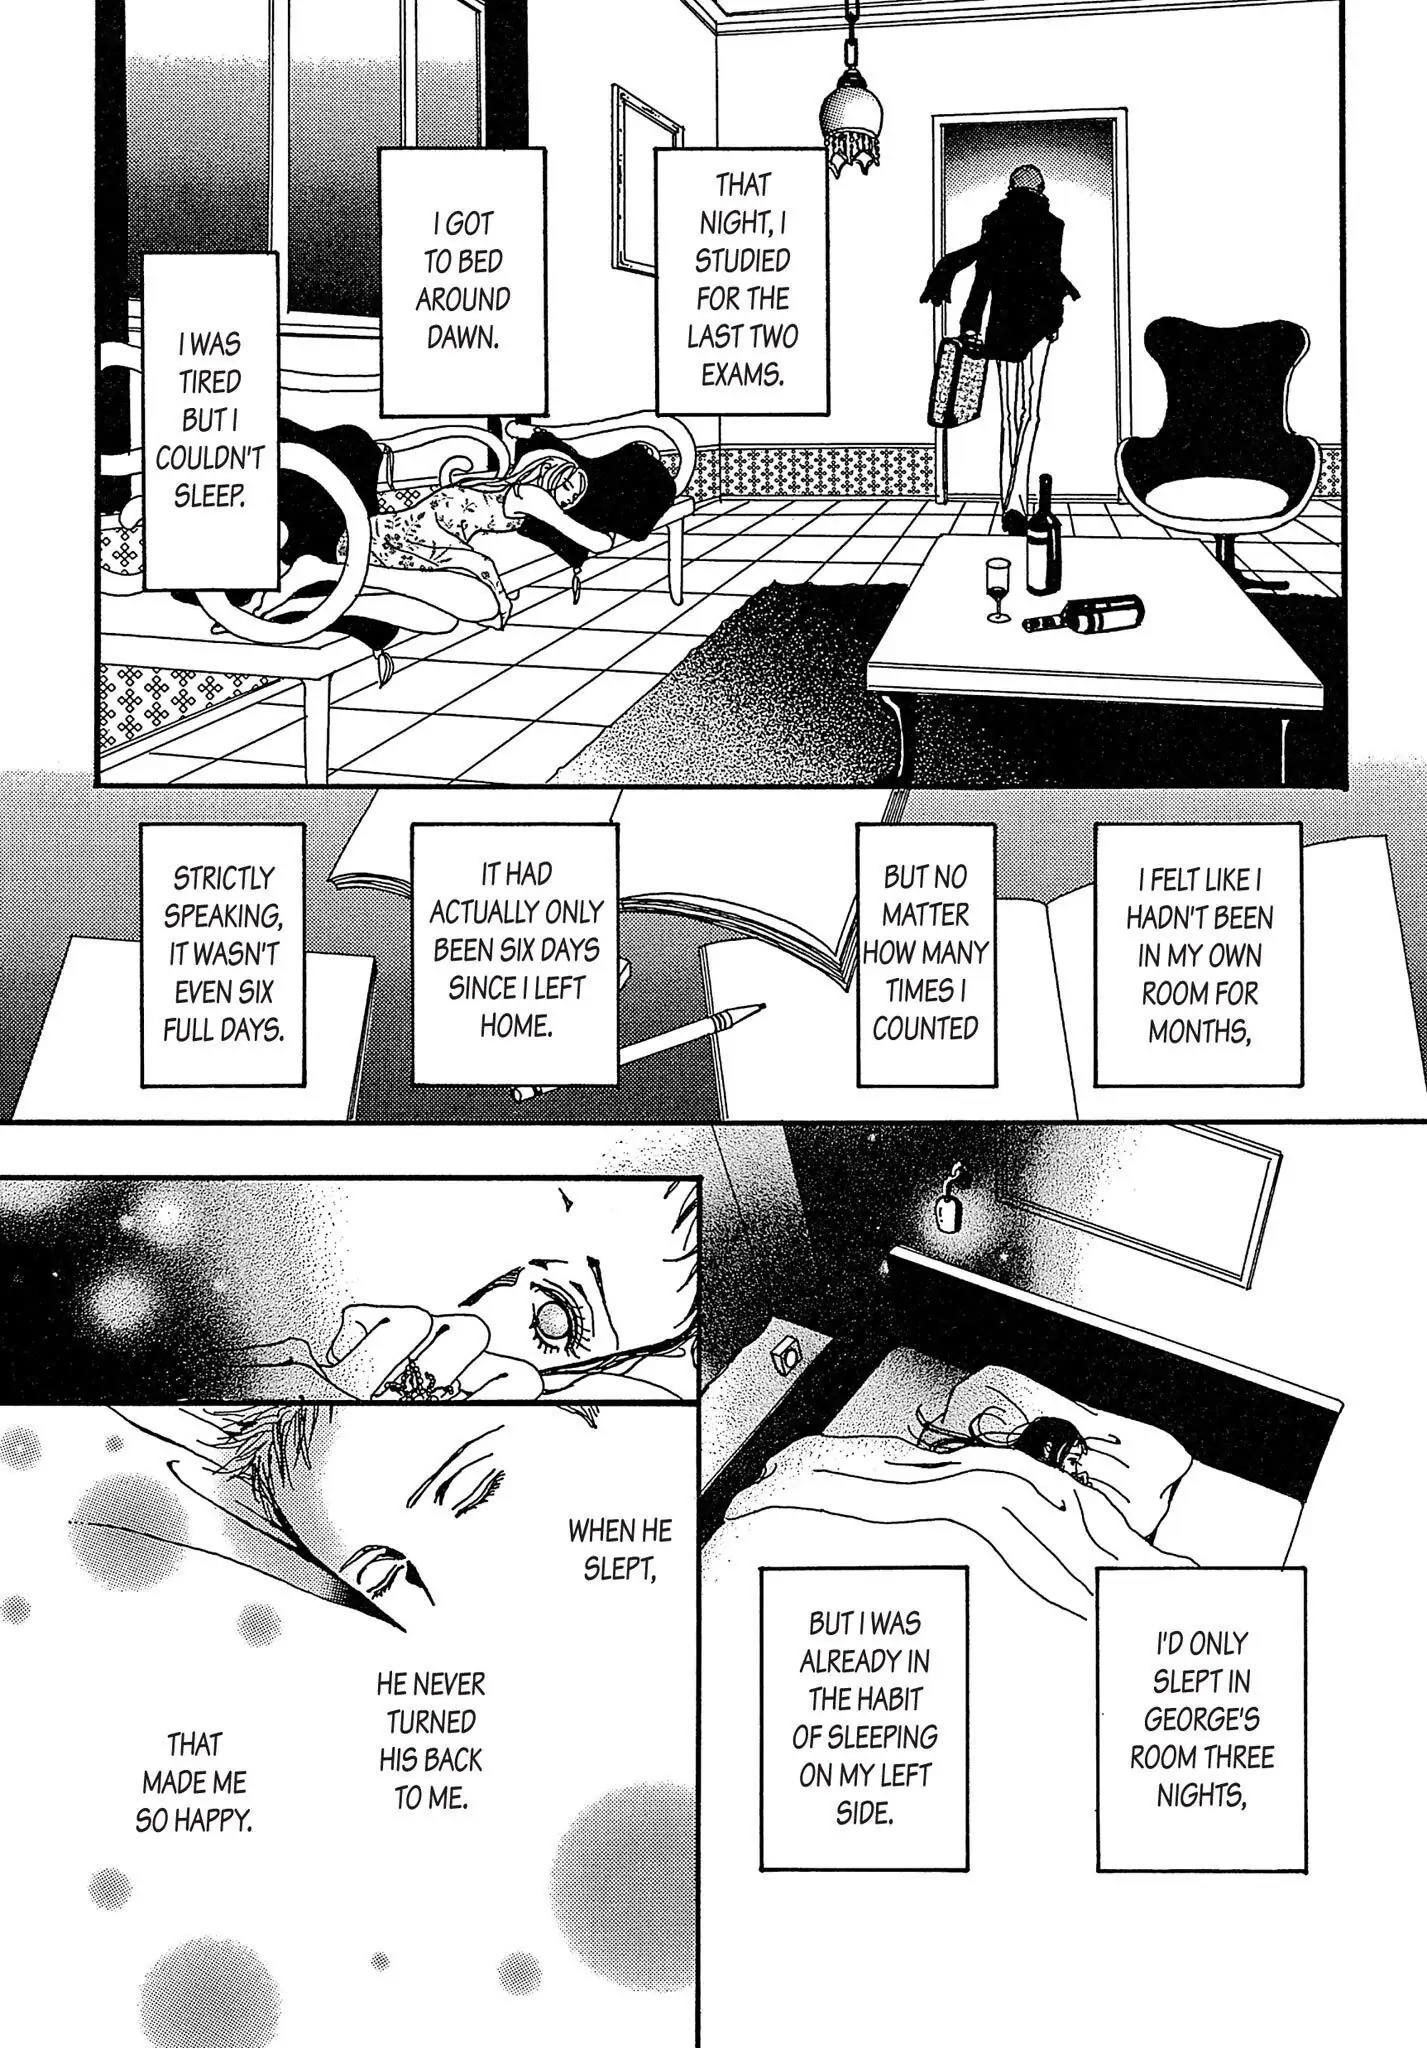 THAT
NIGHT, I
STUDIED
FOR THE
LAST TWO
EXAMS.
I GOT
TO BED
AROUND
DAWN.
I WAS
TIRED
BUT I
COULDN'T
SLEEP.
I FELT LIKE I
HADN'T BEEN
IN MY OWN
ROOM FOR
MONTHS,
BUT NO
MATTER
HOW MANY
TIMES I
COUNTED
IT HAD
ACTUALLY ONLY
BEEN SIX DAYS
SINCE I LEFT
HOME.
STRICTLY
SPEAKING,
IT WASN'T
EVEN SIX
FULL DAYS.
I'D ONLY
SLEPT IN
GEORGE'S
ROOM THREE
NIGHTS,
BUT I WAS
ALREADY IN
THE HABIT
OF SLEEPING
ON MY LEFT
SIDE.
WHEN HE
SLEPT,
HE NEVER
TURNED
HIS BACK
TO ME.
THAT
MADE ME
SO HAPPY.